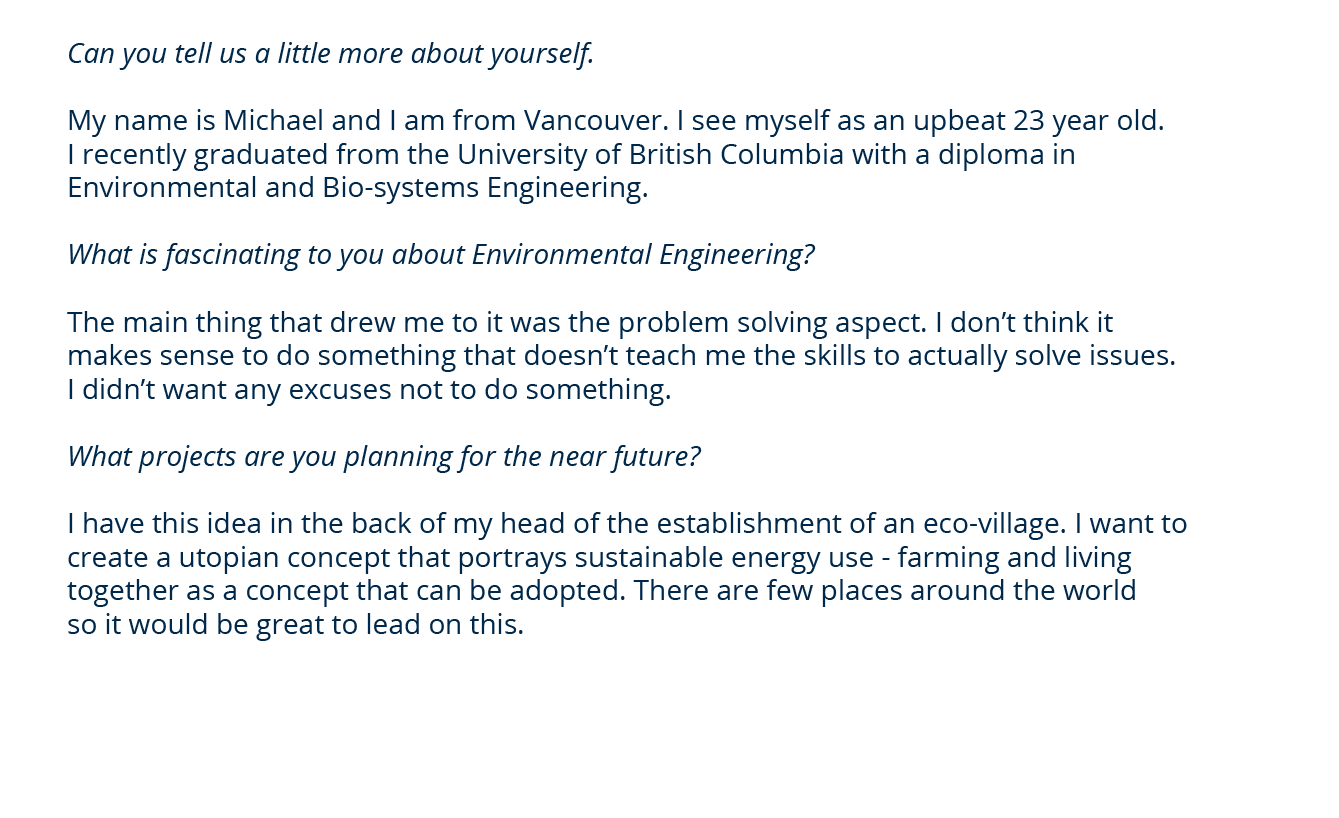 Can you tell us a little more about yourself.
My name is Michael and I am from Vancouver. I see myself as an upbeat 23 year old.
I recently graduated from the University of British Columbia with a diploma in
Environmental and Bio-systems Engineering.
What is fascinating to you about Environmental Engineering?
The main thing that drew me to it was the problem solving aspect. I don’t think it
makes sense to do something that doesn’t teach me the skills to actually solve issues.
I didn’t want any excuses not to do something.
What projects are you planning for the near future?
I have this idea in the back of my head of the establishment of an eco-village. I want to
create a utopian concept that portrays sustainable energy use - farming and living
together as a concept that can be adopted. There are few places around the world
so it would be great to lead on this.